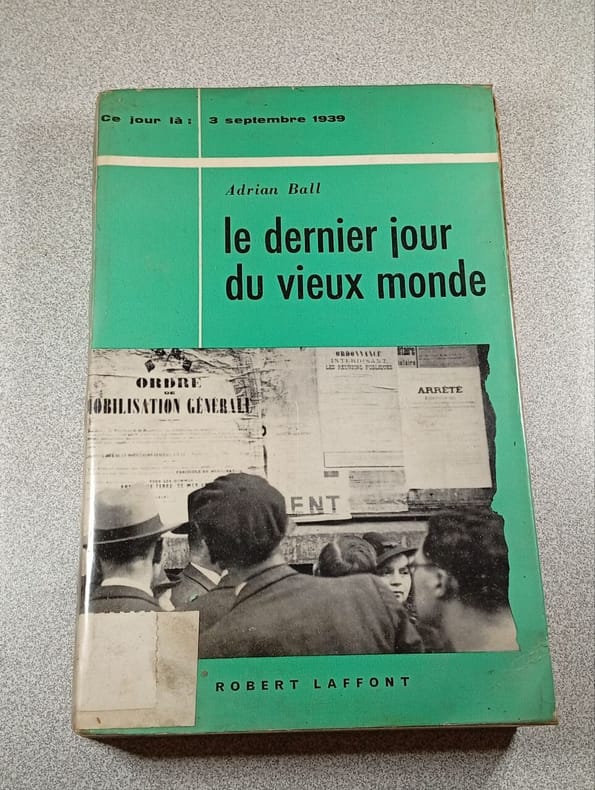 Ce jour là : 3 septembre 1939
Adrian Ball
le dernier jour
du vieux monde
ORDRE
DE
MOBILISATION GÉNÉRALE
ORDONNANCE
INTERDISANT
LES RÉUNIONS PUBLIQUES
ARRÊTÉ
ENT
ROBERT LAFFONT